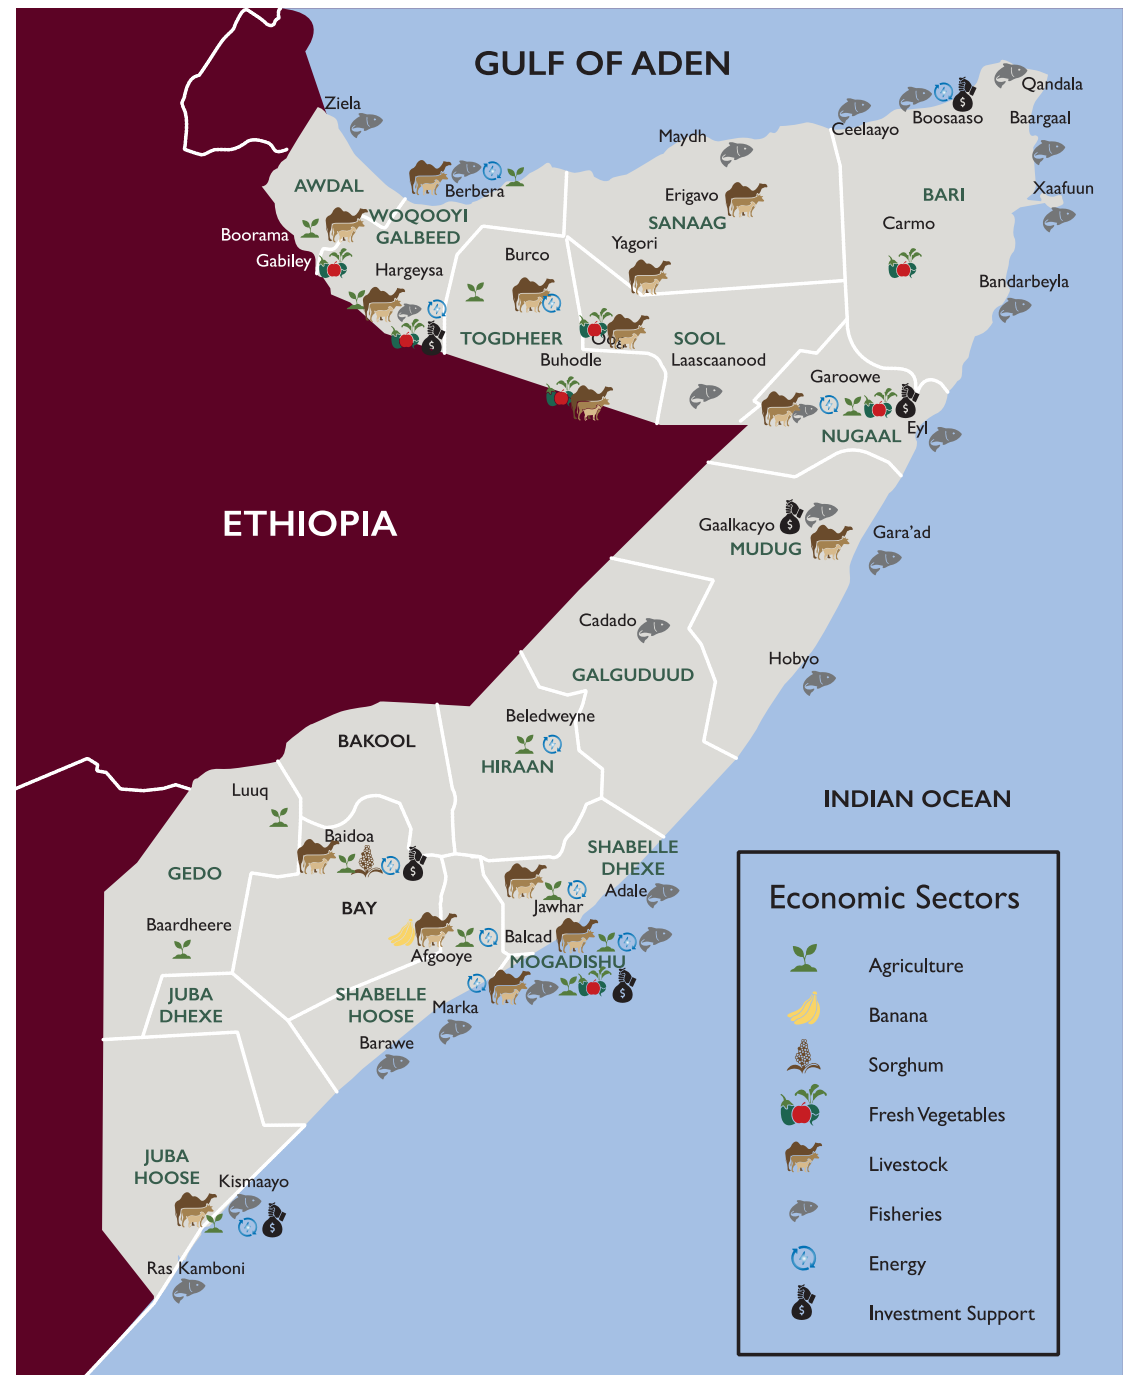 GULF OF ADEN
Qandala
Ziela
Boosaaso
Baargaal
Ceelaayo
Maydh
AWDAL
Berbera
Erigavo
BARI
Xaafuun
WOQOOYI
GALBEED
SANAAG
Carmo
Boorama
Gabiley
Hargeysa
Burco
Yagori
Bandarbeyla
TOGDHEER
SOOL
Buhodle
Laascaanood
Garoowe
NUGAAL
Eyl
ETHIOPIA
Gaalkacyo
MUDUG
Gara'ad
Cadado
Hobyo
GALGUDUUD
Beledweyne
BAKOOL
HIRAAN
Luuq
INDIAN OCEAN
Baidoa
SHABELLE
DHEXE
GEDO
Adale
BAY
Jawhar
Baardheere
Balcad
Afgooye
MOGADISHU
JUBA
DHEXE
SHABELLE
HOOSE
Marka
Barawe
JUBA
HOOSE
Kismaayo
Ras Kamboni
Economic Sectors
Agriculture
Banana
Sorghum
Fresh Vegetables
Livestock
Fisheries
Energy
Investment Support